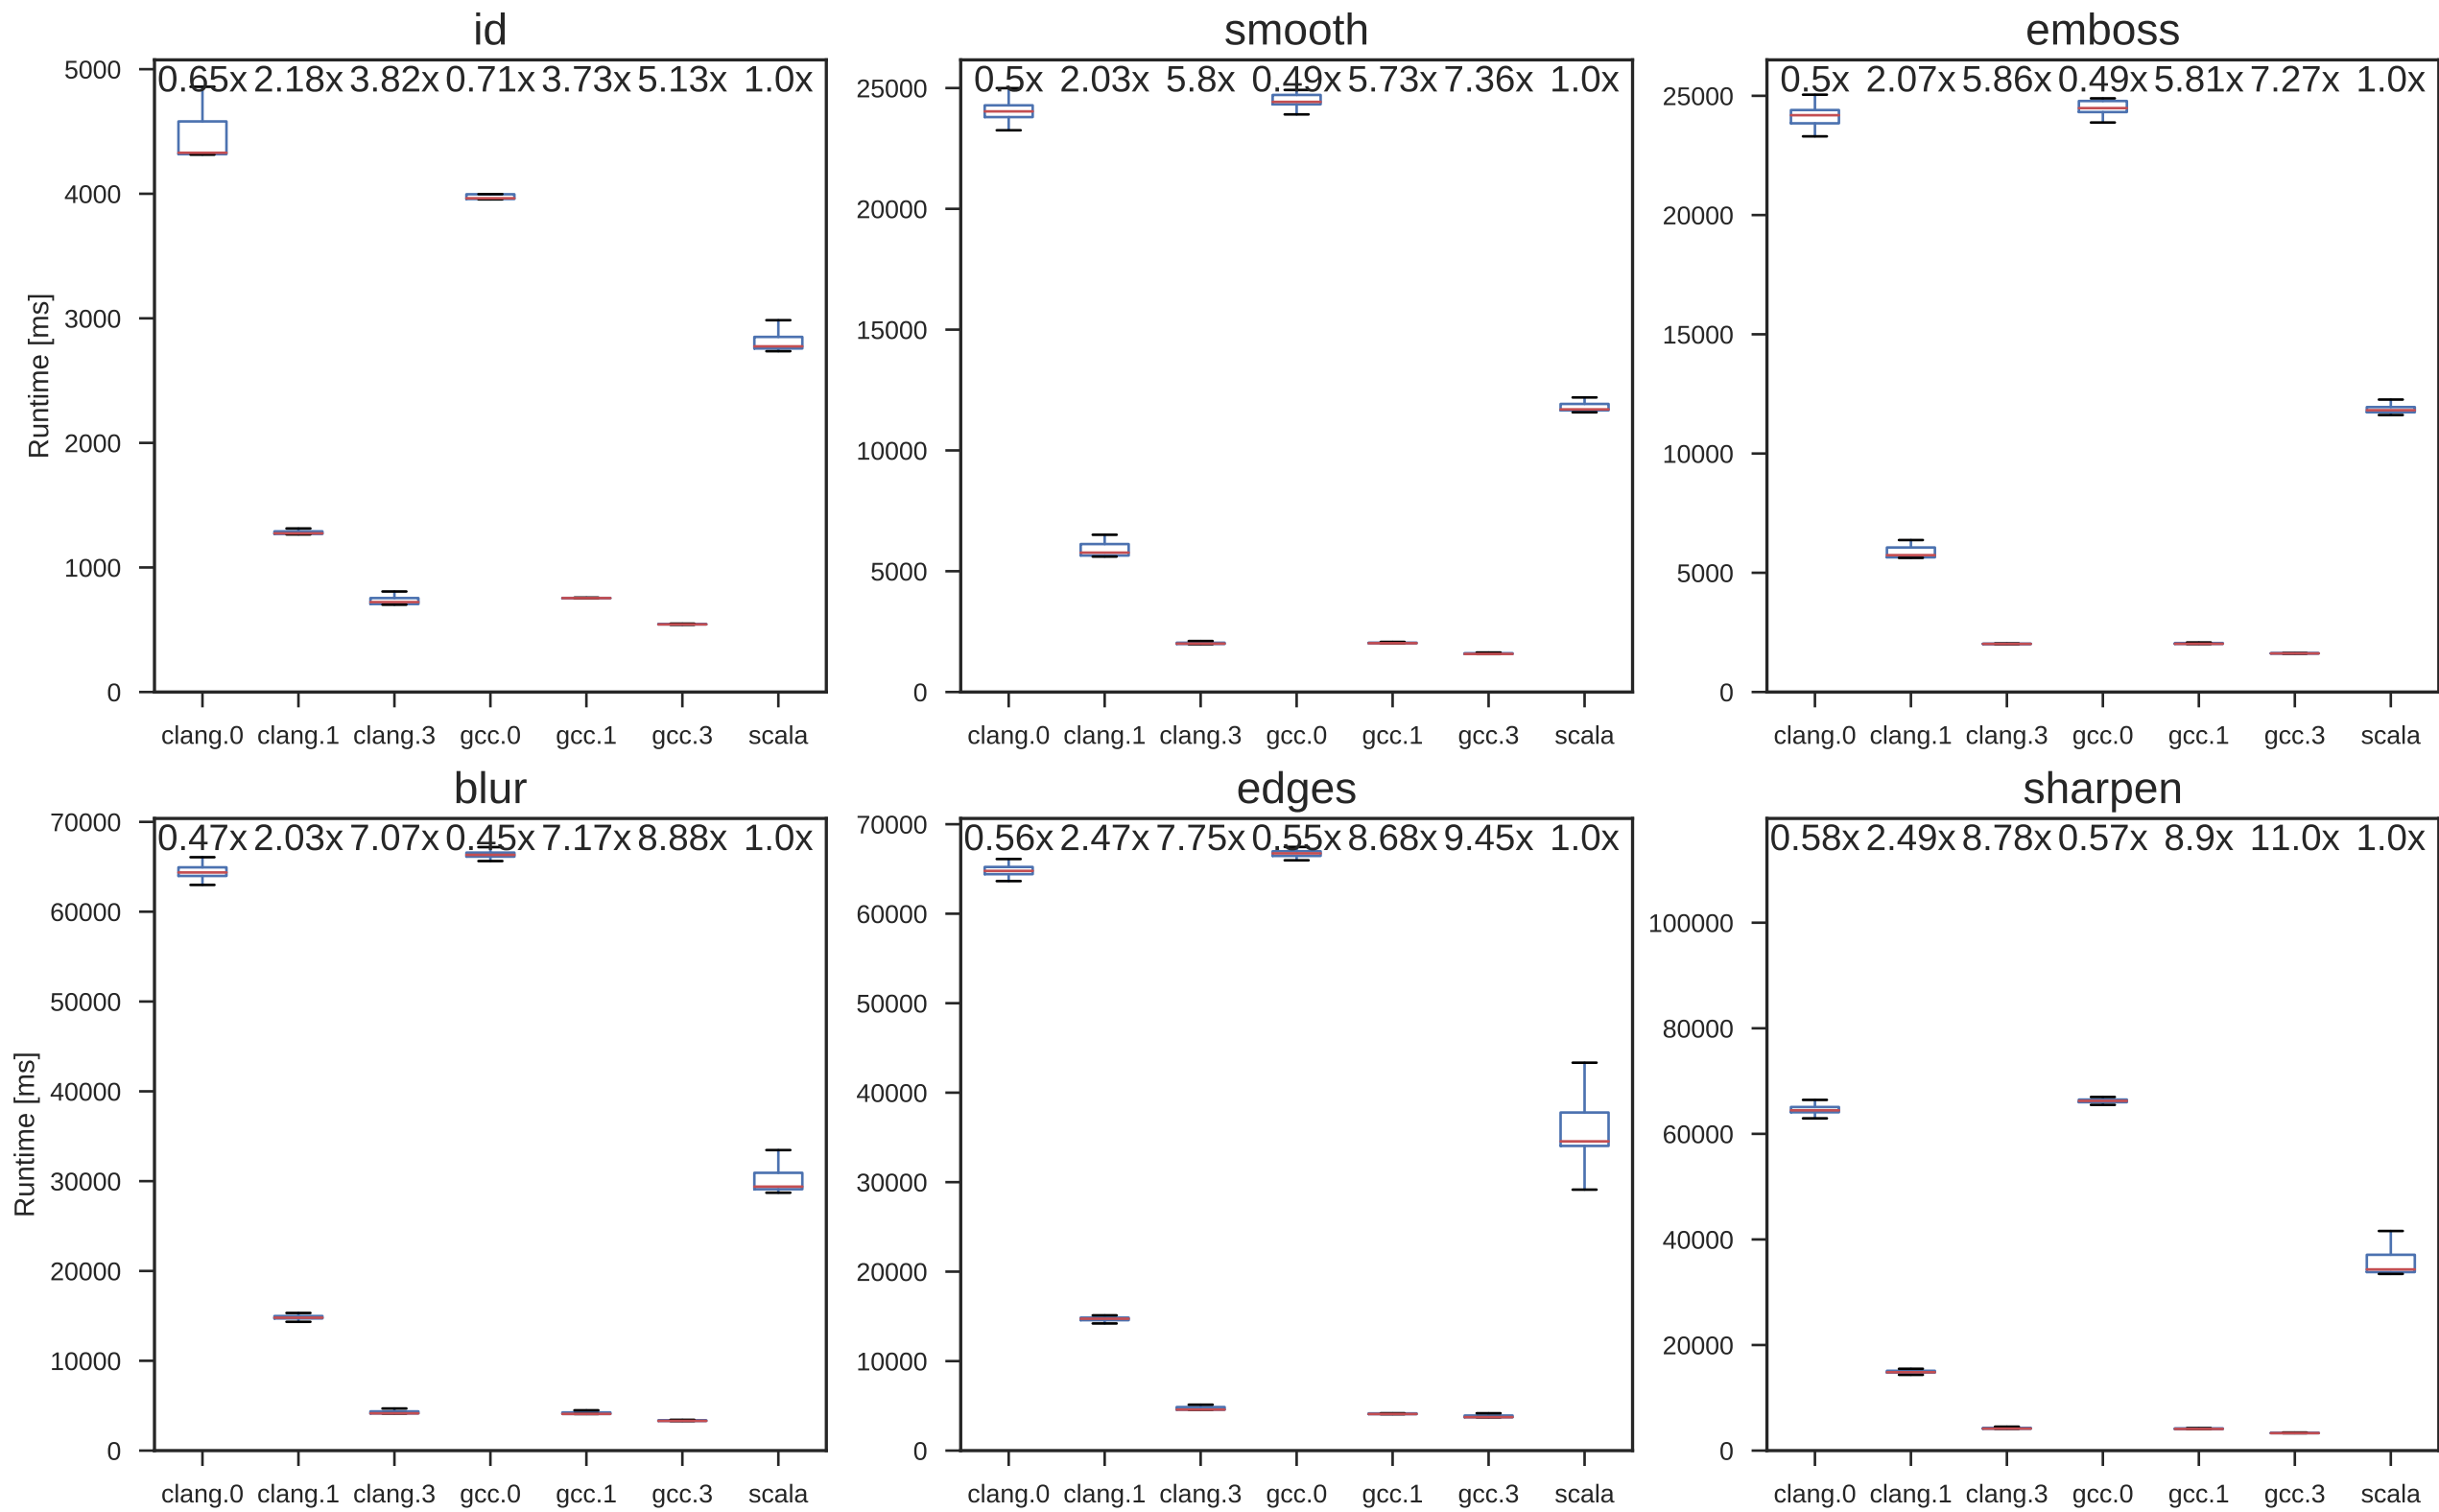 id
smooth
emboss
5000
4000
3000
2000
1000
0
Runtime [ms]
0.65x 2.18x 3.82x 0.71x 3.73x 5.13x 1.0x
clang.0 clang.1 clang.3 gcc.0 gcc.1 gcc.3 scala
25000
20000
15000
10000
5000
0
0.5x 2.03x 5.8x 0.49x 5.73x 7.36x 1.0x
clang.0 clang.1 clang.3 gcc.0 gcc.1 gcc.3 scala
25000
20000
15000
10000
5000
0
0.5x 2.07x 5.86x 0.49x 5.81x 7.27x 1.0x
clang.0 clang.1 clang.3 gcc.0 gcc.1 gcc.3 scala
blur
edges
sharpen
70000
60000
50000
40000
30000
20000
10000
0
Runtime [ms]
0.47x 2.03x 7.07x 0.45x 7.17x 8.88x 1.0x
clang.0 clang.1 clang.3 gcc.0 gcc.1 gcc.3 scala
70000
60000
50000
40000
30000
20000
10000
0
0.56x 2.47x 7.75x 0.55x 8.68x 9.45x 1.0x
clang.0 clang.1 clang.3 gcc.0 gcc.1 gcc.3 scala
100000
80000
60000
40000
20000
0
0.58x 2.49x 8.78x 0.57x 8.9x 11.0x 1.0x
clang.0 clang.1 clang.3 gcc.0 gcc.1 gcc.3 scala